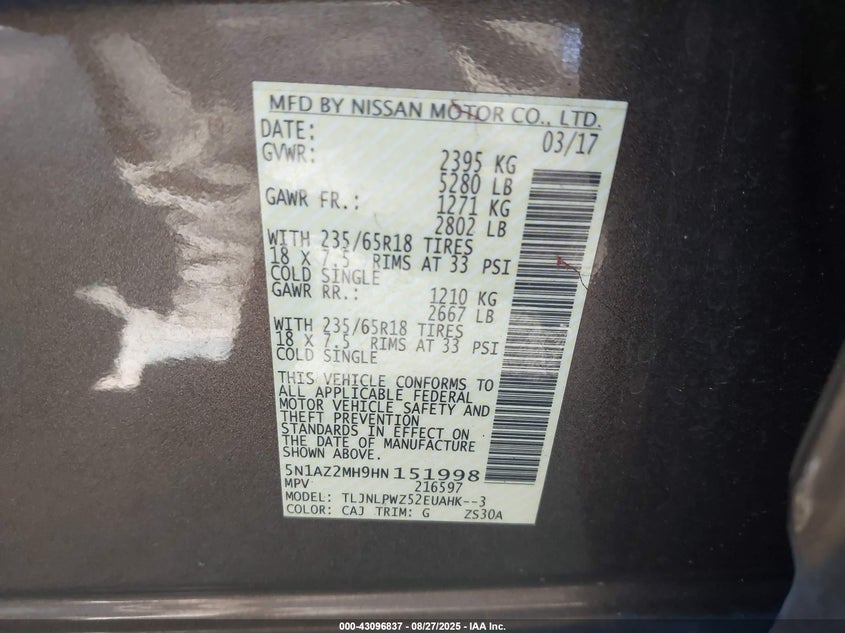 MFD BY NISSAN MOTOR CO., LTD.
DATE: 03/17
GVWR: 2395 KG
5280 LB
GAWR FR.: 1271 KG
2802 LB
WITH 235/65R18 TIRES
18 X 7.5 RIMS AT 33 PSI
COLD SINGLE
GAWR RR.: 1210 KG
2667 LB
WITH 235/65R18 TIRES
18 X 7.5 RIMS AT 33 PSI
COLD SINGLE
THIS VEHICLE CONFORMS TO
ALL APPLICABLE FEDERAL
MOTOR VEHICLE SAFETY AND
THEFT PREVENTION
STANDARDS IN EFFECT ON
THE DATE OF MANUFACTURE
SHOWN ABOVE.
5N1AZ2MH9HN151998
MPV 216597
MODEL: TLJNLPWZ52EUAHK--3
COLOR: CAJ TRIM: G ZS30A
000-43096837 - 08/27/2025 - IAA Inc.